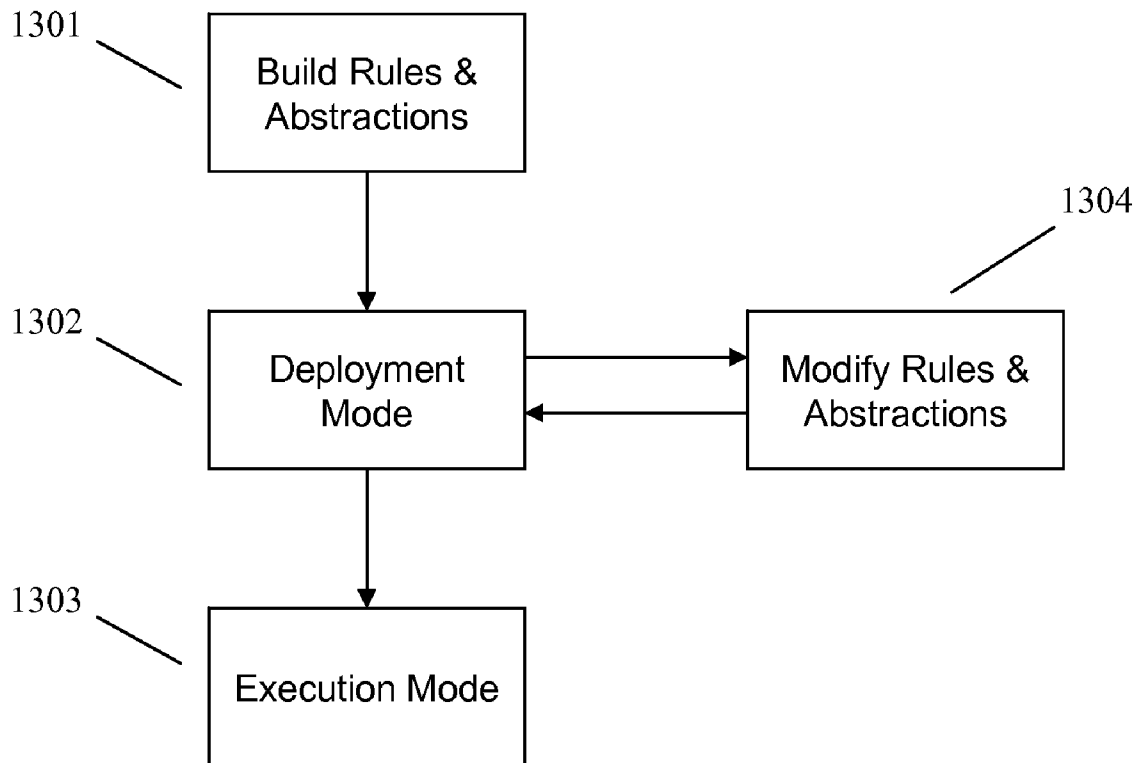 1301
Build Rules &
Abstractions
1304
1302
Deployment
Mode
Modify Rules &
Abstractions
1303
Execution Mode